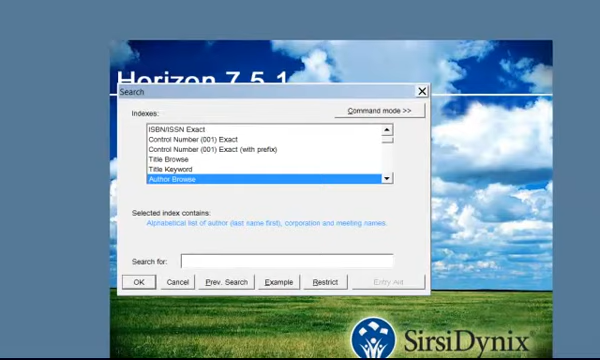 Horizon 7.5.1
Search
Command mode >>
Indexes:
ISBN/ISSN Exact
Control Number (001) Exact
Control Number (001) Exact (with prefix)
Title Browse
Title Keyword
Author Browse
Selected index contains:
Alphabetical list of author (last name first), corporation and meeting names.
Search for:
OK Cancel Prev. Search Example Restrict Entry Aid
SirsiDynix